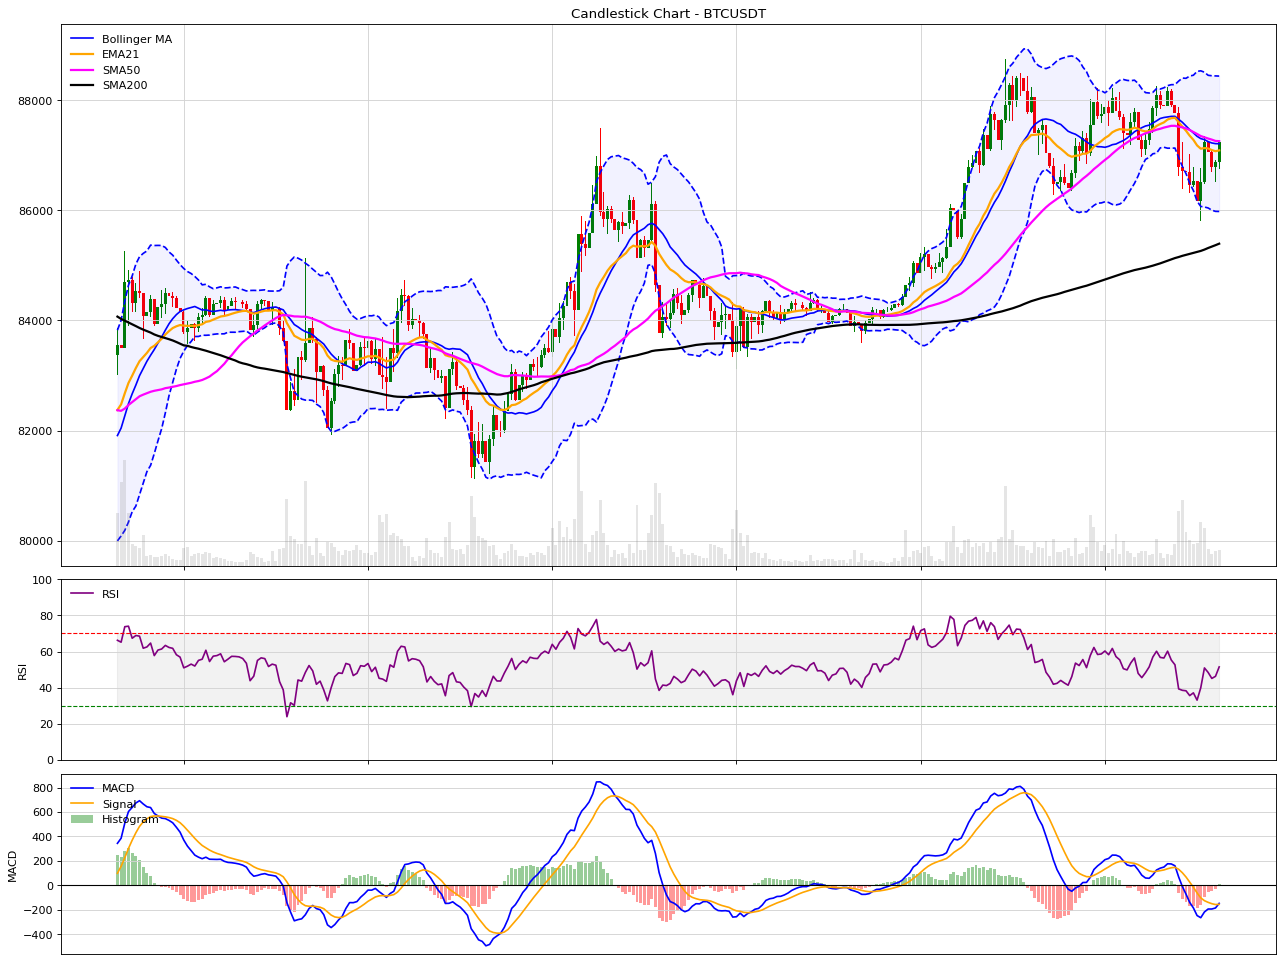 Candlestick Chart - BTCUSDT
Bollinger MA
EMA21
SMA50
SMA200
88000
86000
84000
82000
80000
RSI
100
80
60
40
20
0
RSI
MACD
Signal
Histogram
800
600
400
200
0
−200
−400
MACD